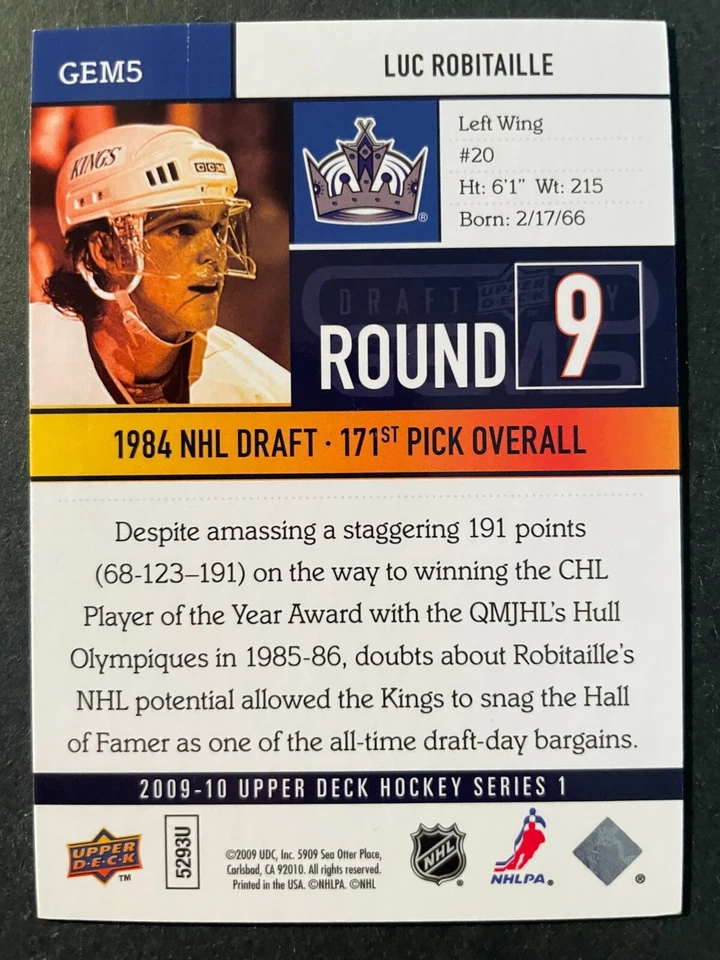 GEM5
LUC ROBITAILLE
KINGS
CCM
Left Wing
#20
Ht: 6'1" Wt: 215
Born: 2/17/66
®
DRAFT UPPER DECK Y
GEMS
ROUND 9
1984 NHL DRAFT · 171ST PICK OVERALL
Despite amassing a staggering 191 points
(68-123–191) on the way to winning the CHL
Player of the Year Award with the QMJHL's Hull
Olympiques in 1985-86, doubts about Robitaille's
NHL potential allowed the Kings to snag the Hall
of Famer as one of the all-time draft-day bargains.
2009-10 UPPER DECK HOCKEY SERIES 1
UPPER
D·E·C·K
TM
5293U
©2009 UDC, Inc. 5909 Sea Otter Place,
Carlsbad, CA 92010. All rights reserved.
Printed in the USA. ©NHLPA. ©NHL
NHL
®
NHLPA®
®